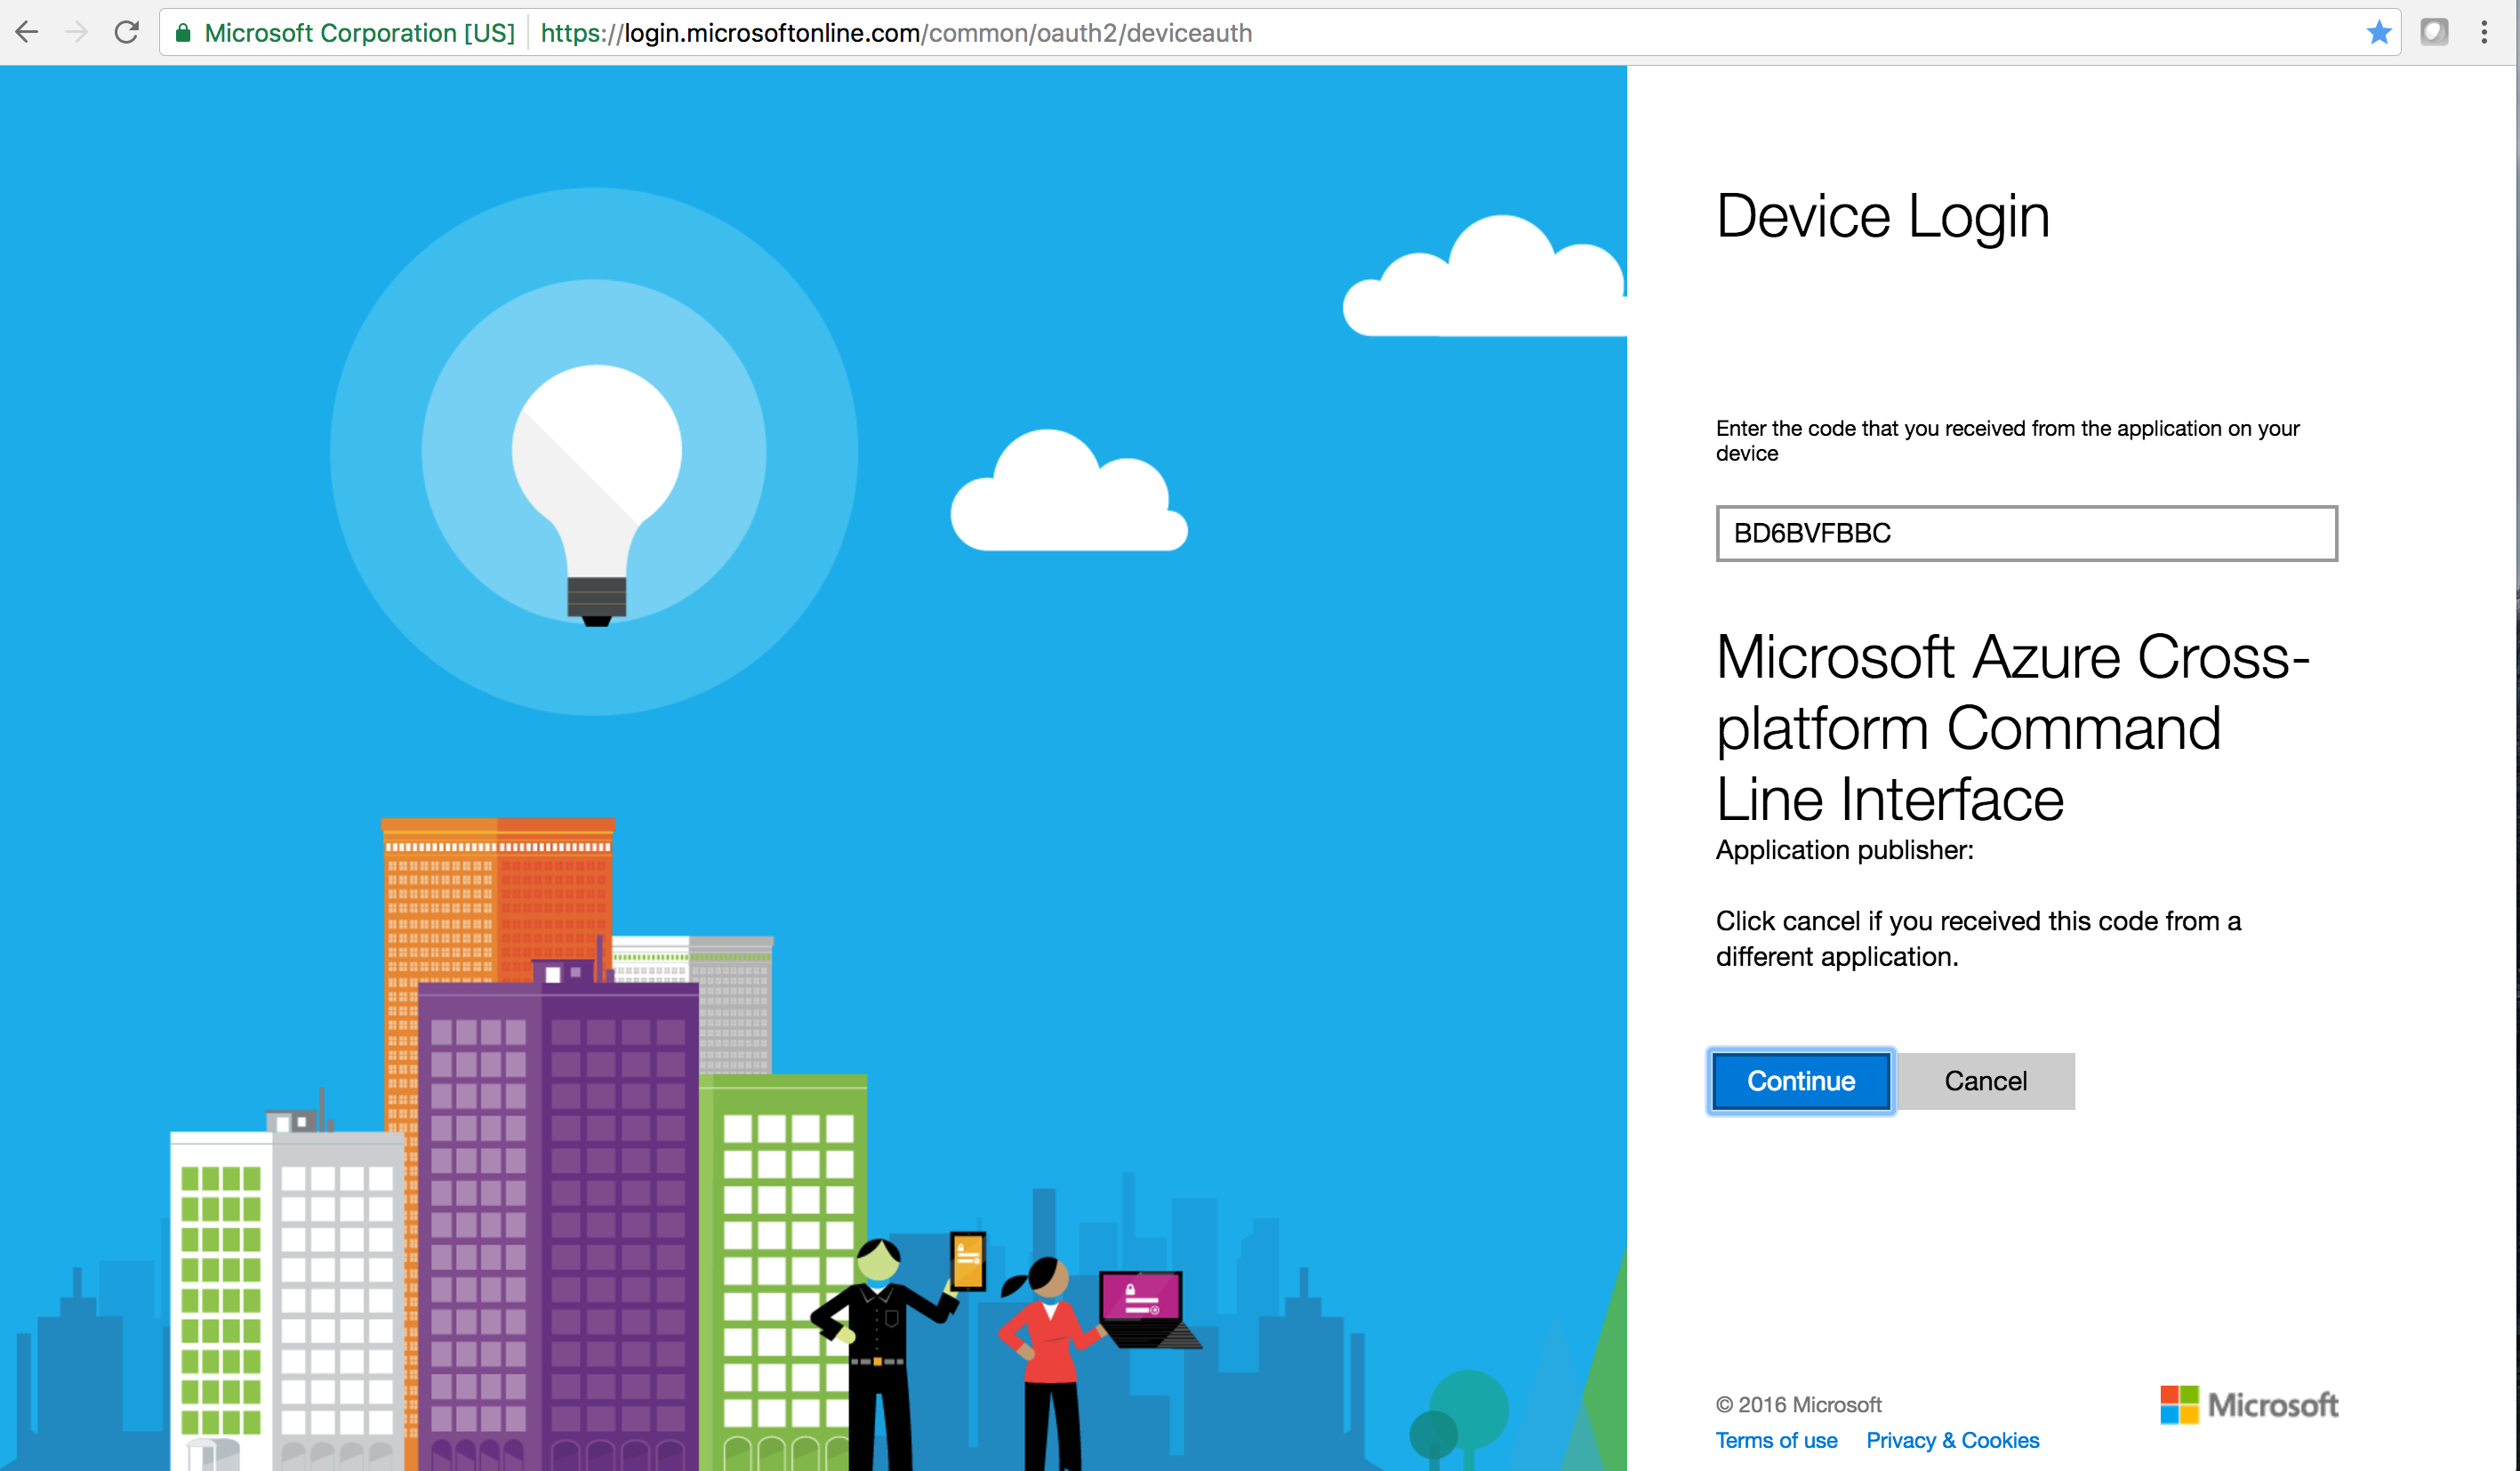 Microsoft Corporation [US] https://login.microsoftonline.com/common/oauth2/deviceauth
Device Login
Enter the code that you received from the application on your
device
BD6BVFBBC
Microsoft Azure Cross-
platform Command
Line Interface
Application publisher:
Click cancel if you received this code from a
different application.
Continue Cancel
© 2016 Microsoft
Terms of use Privacy & Cookies
Microsoft